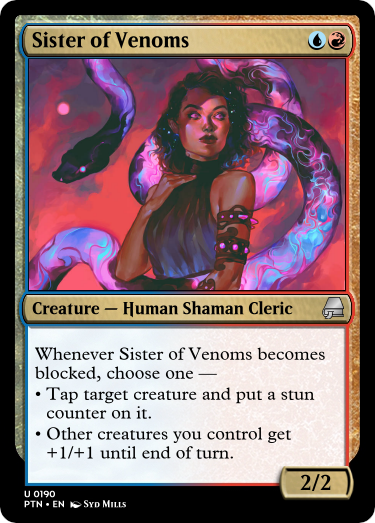 Sister of Venoms
Creature — Human Shaman Cleric
Whenever Sister of Venoms becomes
blocked, choose one —
• Tap target creature and put a stun
counter on it.
• Other creatures you control get
+1/+1 until end of turn.
2/2
U 0190
PTN • EN Syd Mills